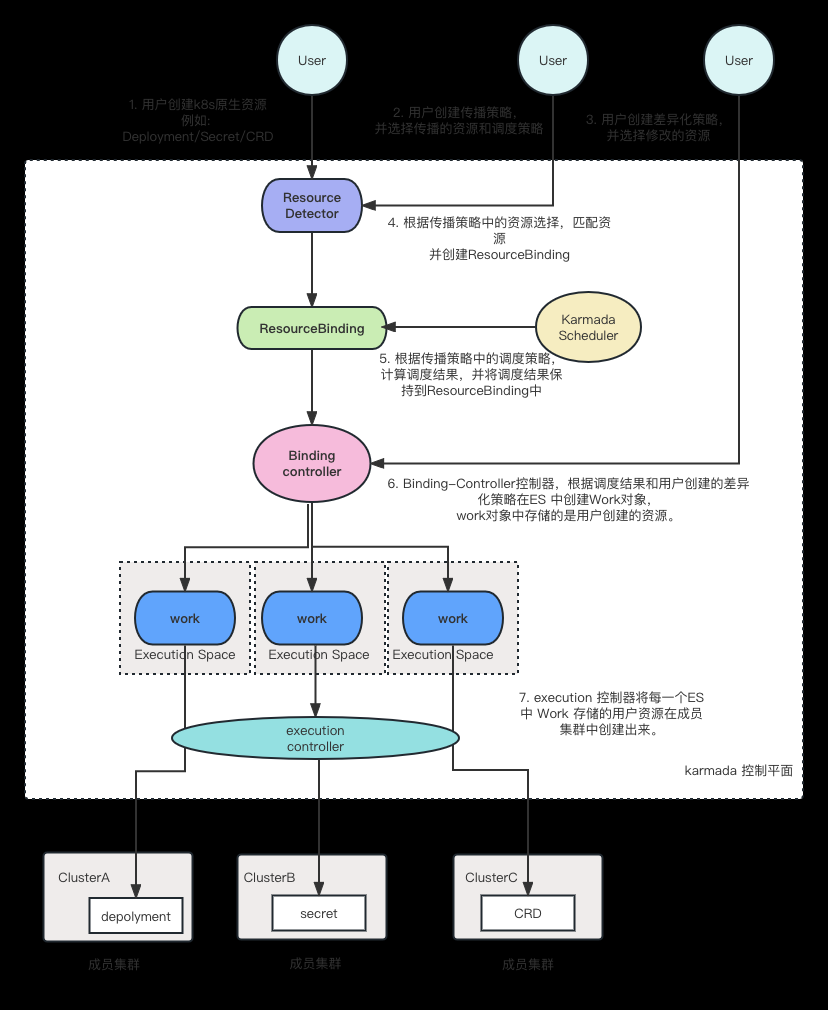 User
User
User
1. 用户创建k8s原生资源
例如:
Deployment/Secret/CRD
2. 用户创建传播策略，
并选择传播的资源和调度策略
3. 用户创建差异化策略，
并选择修改的资源
Resource
Detector
4. 根据传播策略中的资源选择，匹配资
源
并创建ResourceBinding
ResourceBinding
Karmada
Scheduler
5. 根据传播策略中的调度策略，
计算调度结果，并将调度结果保
持到ResourceBinding中
Binding
controller
6. Binding-Controller控制器，根据调度结果和用户创建的差异
化策略在ES 中创建Work对象，
work对象中存储的是用户创建的资源。
work
work
work
Execution Space
Execution Space
Execution Space
7. execution 控制器将每一个ES
中 Work 存储的用户资源在成员
集群中创建出来。
execution
controller
karmada 控制平面
ClusterA
depolyment
ClusterB
secret
ClusterC
CRD
成员集群
成员集群
成员集群